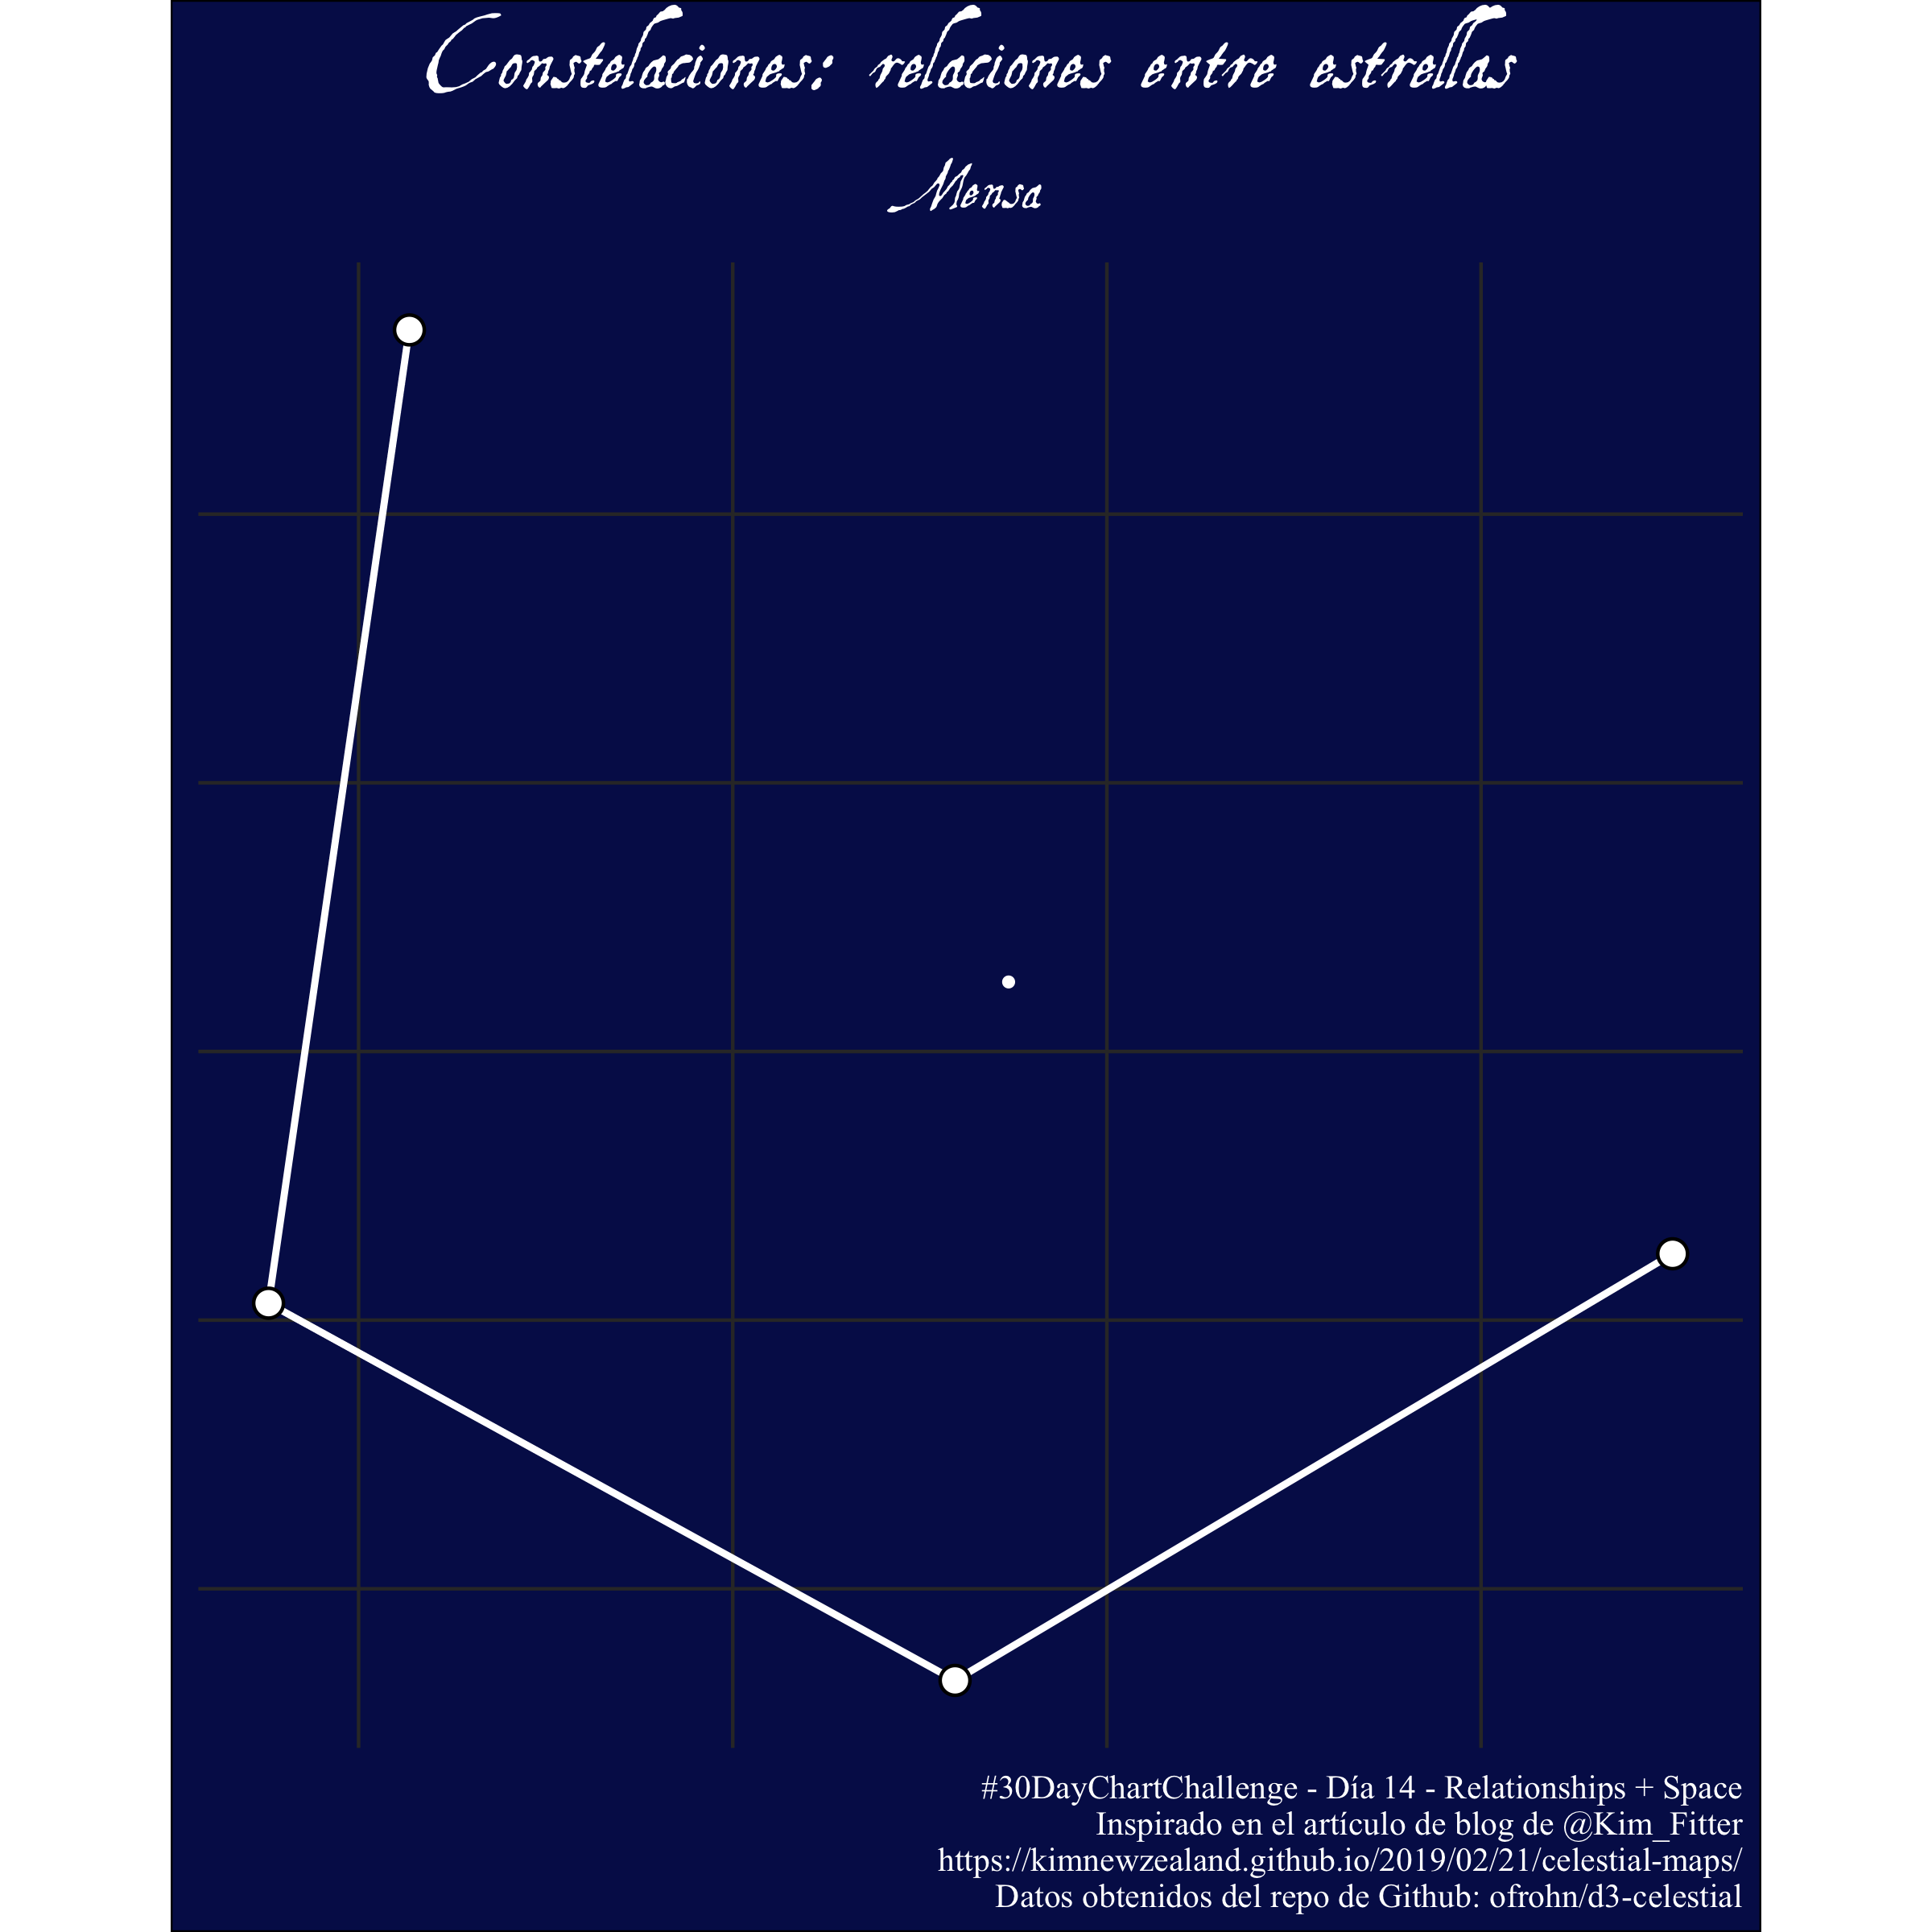 Constelaciones: relaciones entre estrellas
Mensa
#30DayChartChallenge - Día 14 - Relationships + Space
Inspirado en el artículo de blog de @Kim_Fitter
https://kimnewzealand.github.io/2019/02/21/celestial-maps/
Datos obtenidos del repo de Github: ofrohn/d3-celestial